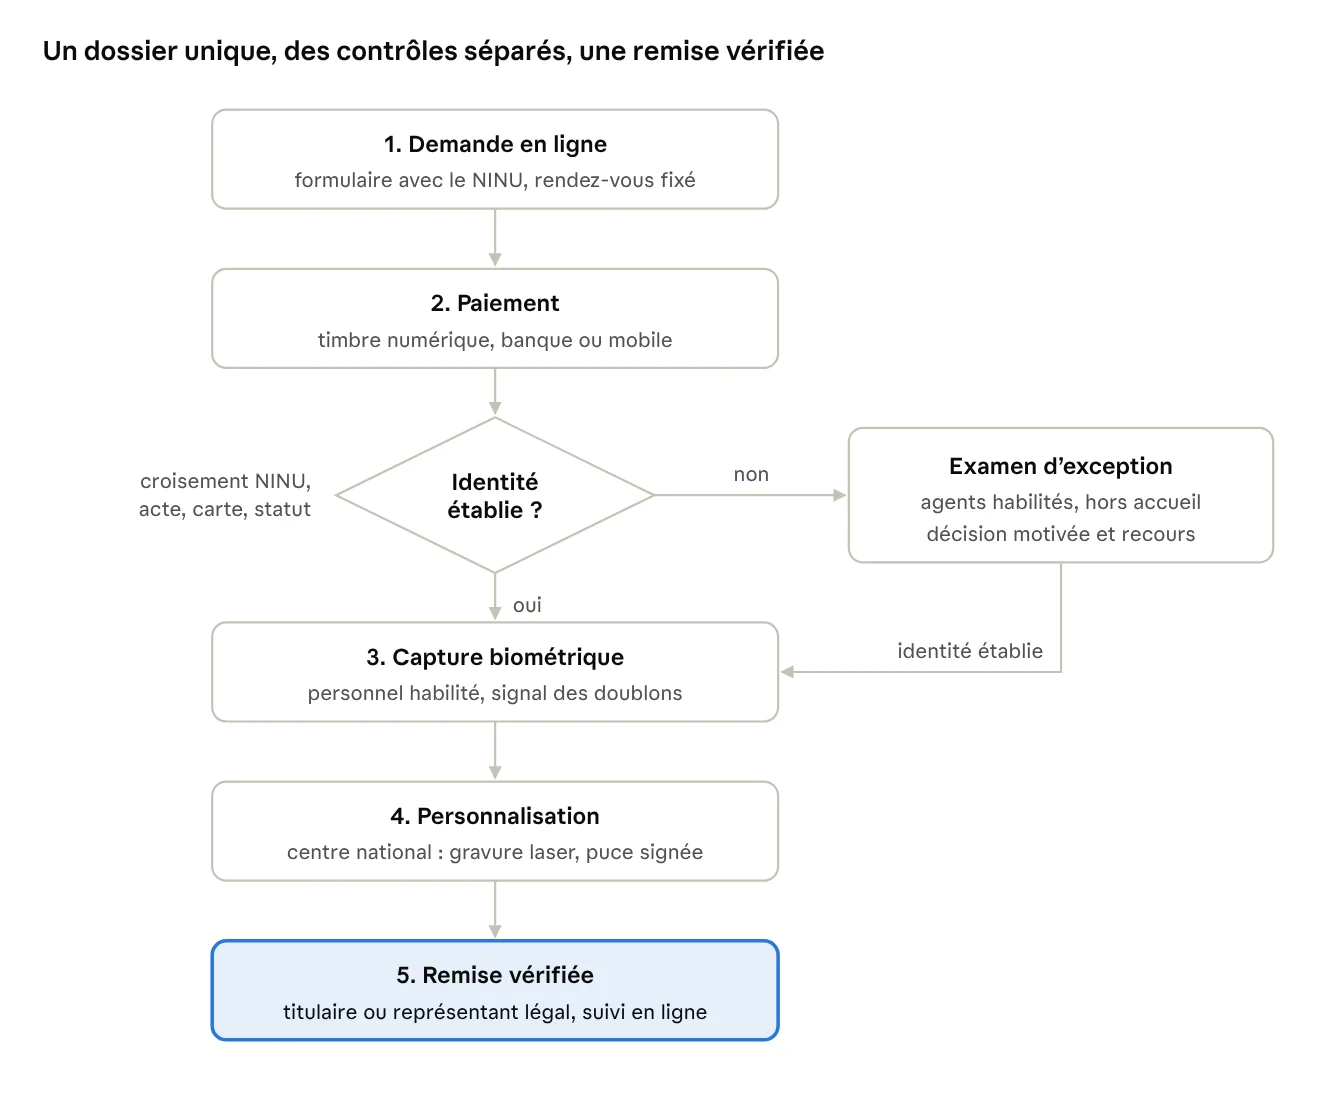 Un dossier unique, des contrôles séparés, une remise vérifiée
1. Demande en ligne
formulaire avec le NINU, rendez-vous fixé
2. Paiement
timbre numérique, banque ou mobile
croisement NINU,
acte, carte, statut
Identité
établie ?
non
Examen d’exception
agents habilités, hors accueil
décision motivée et recours
oui
identité établie
3. Capture biométrique
personnel habilité, signal des doublons
4. Personnalisation
centre national : gravure laser, puce signée
5. Remise vérifiée
titulaire ou représentant légal, suivi en ligne